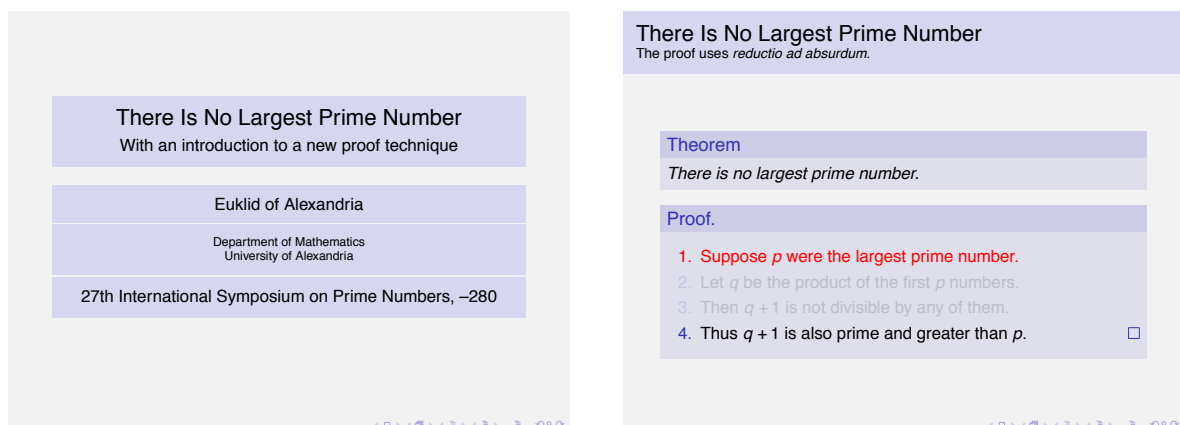 There Is No Largest Prime Number
With an introduction to a new proof technique
Euklid of Alexandria
Department of Mathematics
University of Alexandria
27th International Symposium on Prime Numbers, –280
There Is No Largest Prime Number
The proof uses reductio ad absurdum.
Theorem
There is no largest prime number.
Proof.
1. Suppose p were the largest prime number.
2. Let q be the product of the first p numbers.
3. Then q + 1 is not divisible by any of them.
4. Thus q + 1 is also prime and greater than p.